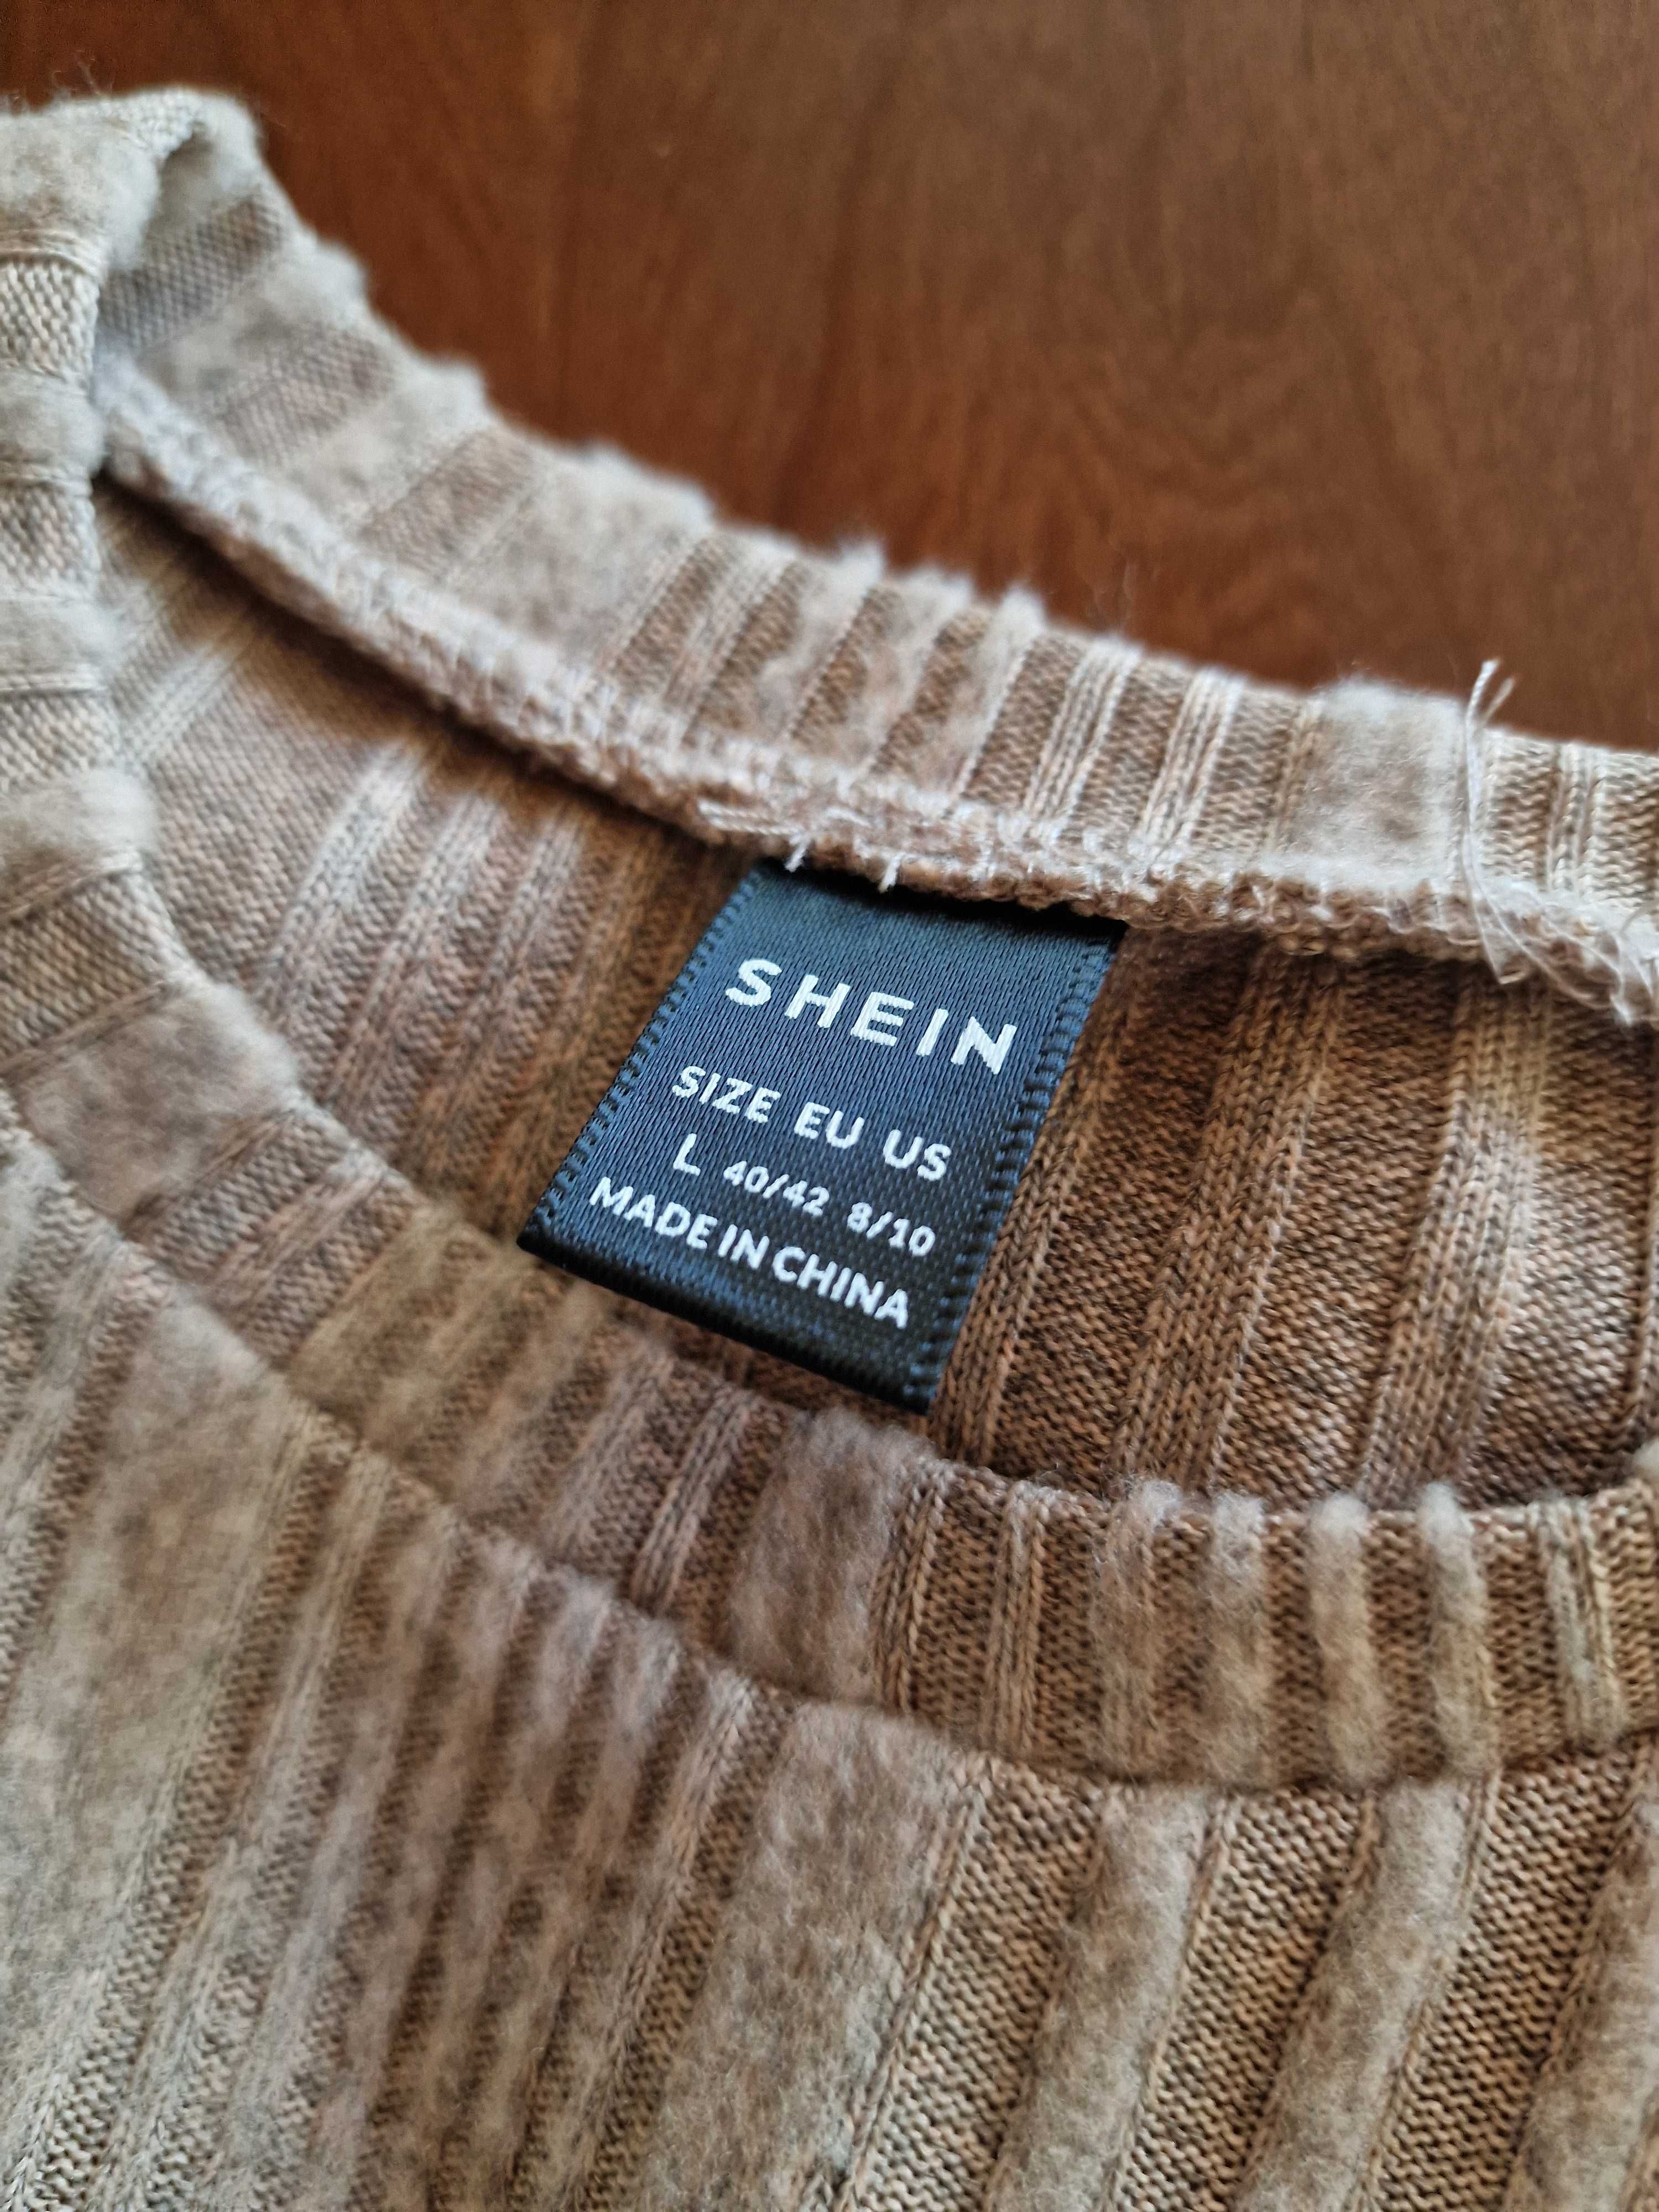 SHEIN
SIZE EU US
L 40/42 8/10
MADE IN CHINA